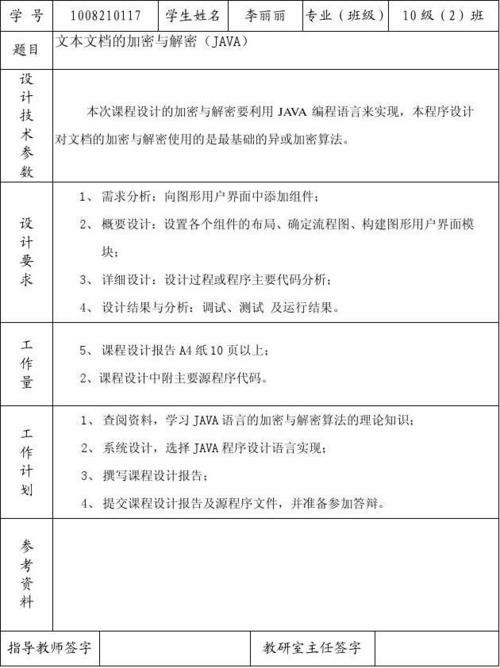 学 号 1008210117 学生姓名 李丽丽 专业（班级） 10 级（2）班
题目 文本文档的加密与解密（JAVA）
设计技术参数
本次课程设计的加密与解密要利用 JAVA 编程语言来实现，本程序设计
对文档的加密与解密使用的是最基础的异或加密算法。
设计要求
1、 需求分析：向图形用户界面中添加组件；
2、 概要设计：设置各个组件的布局、确定流程图、构建图形用户界面模
块；
3、 详细设计：设计过程或程序主要代码分析；
4、 设计结果与分析：调试、测试 及运行结果。
工作量
5、 课程设计报告 A4 纸 10 页以上；
2、课程设计中附主要源程序代码。
工作计划
1、 查阅资料，学习 JAVA 语言的加密与解密算法的理论知识；
2、 系统设计，选择 JAVA 程序设计语言实现；
3、 撰写课程设计报告；
4、 提交课程设计报告及源程序文件，并准备参加答辩。
参考资料
指导教师签字 教研室主任签字